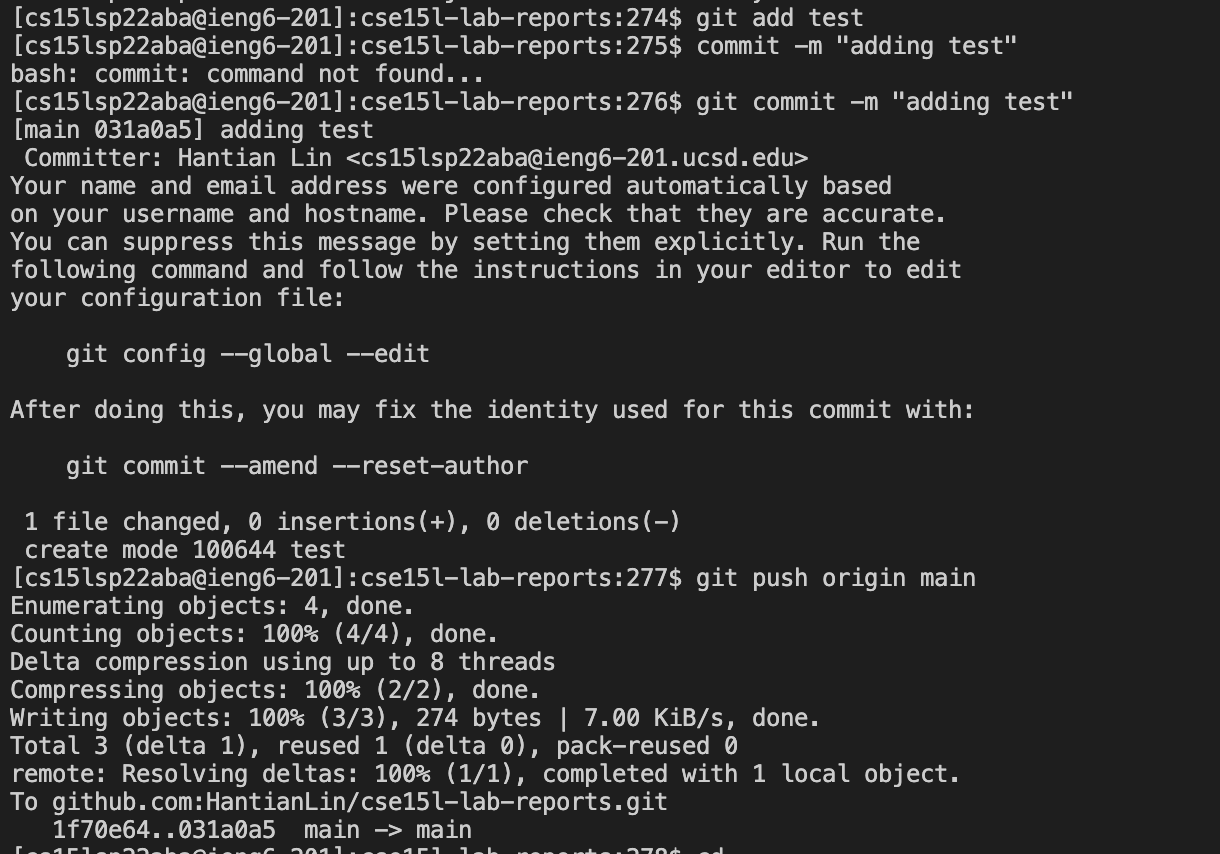 [cs15lsp22aba@ieng6-201]:cse15l-lab-reports:274$ git add test
[cs15lsp22aba@ieng6-201]:cse15l-lab-reports:275$ commit -m "adding test"
bash: commit: command not found...
[cs15lsp22aba@ieng6-201]:cse15l-lab-reports:276$ git commit -m "adding test"
[main 031a0a5] adding test
 Committer: Hantian Lin <cs15lsp22aba@ieng6-201.ucsd.edu>
Your name and email address were configured automatically based
on your username and hostname. Please check that they are accurate.
You can suppress this message by setting them explicitly. Run the
following command and follow the instructions in your editor to edit
your configuration file:

    git config --global --edit

After doing this, you may fix the identity used for this commit with:

    git commit --amend --reset-author

 1 file changed, 0 insertions(+), 0 deletions(-)
 create mode 100644 test
[cs15lsp22aba@ieng6-201]:cse15l-lab-reports:277$ git push origin main
Enumerating objects: 4, done.
Counting objects: 100% (4/4), done.
Delta compression using up to 8 threads
Compressing objects: 100% (2/2), done.
Writing objects: 100% (3/3), 274 bytes | 7.00 KiB/s, done.
Total 3 (delta 1), reused 1 (delta 0), pack-reused 0
remote: Resolving deltas: 100% (1/1), completed with 1 local object.
To github.com:HantianLin/cse15l-lab-reports.git
   1f70e64..031a0a5  main -> main
[cs15lsp22aba@ieng6-201]:cse15l-lab-reports:278$ cd